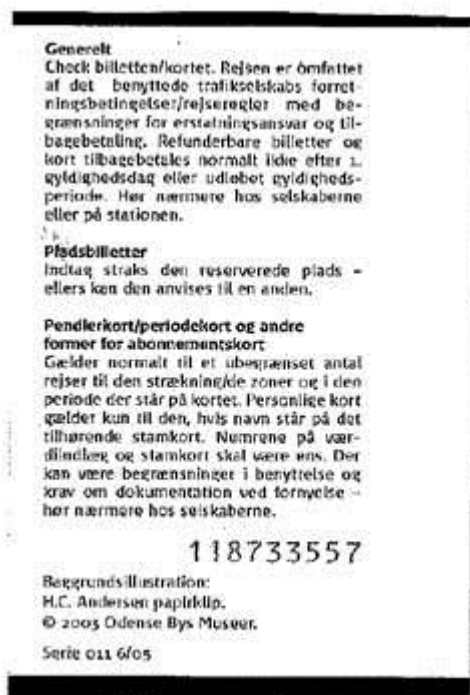 Generelt
Check billetten/kortet. Rejsen er omfattet
af det benyttede trafikselskabs forret-
ningsbetingelser/rejseregler med be-
grænsninger for erstatningsansvar og til-
bagebetaling. Refunderbare billetter og
kort tilbagebetales normalt ikke efter 1.
gyldighedsdag eller udløbet gyldigheds-
periode. Hør nærmere hos selskaberne
eller på stationen.
Pladsbilletter
Indtag straks den reserverede plads –
ellers kan den anvises til en anden.
Pendlerkort/periodekort og andre
former for abonnementskort
Gælder normalt til et ubegrænset antal
rejser til den strækning/de zoner og i den
periode der står på kortet. Personlige kort
gælder kun til den, hvis navn står på det
tilhørende stamkort. Numrene på vær-
diindlæg og stamkort skal være ens. Der
kan være begrænsninger i benyttelse og
krav om dokumentation ved fornyelse –
hør nærmere hos selskaberne.
118733557
Baggrundsillustration:
H.C. Andersen papirklip.
© 2003 Odense Bys Museer.
Serie 011 6/05